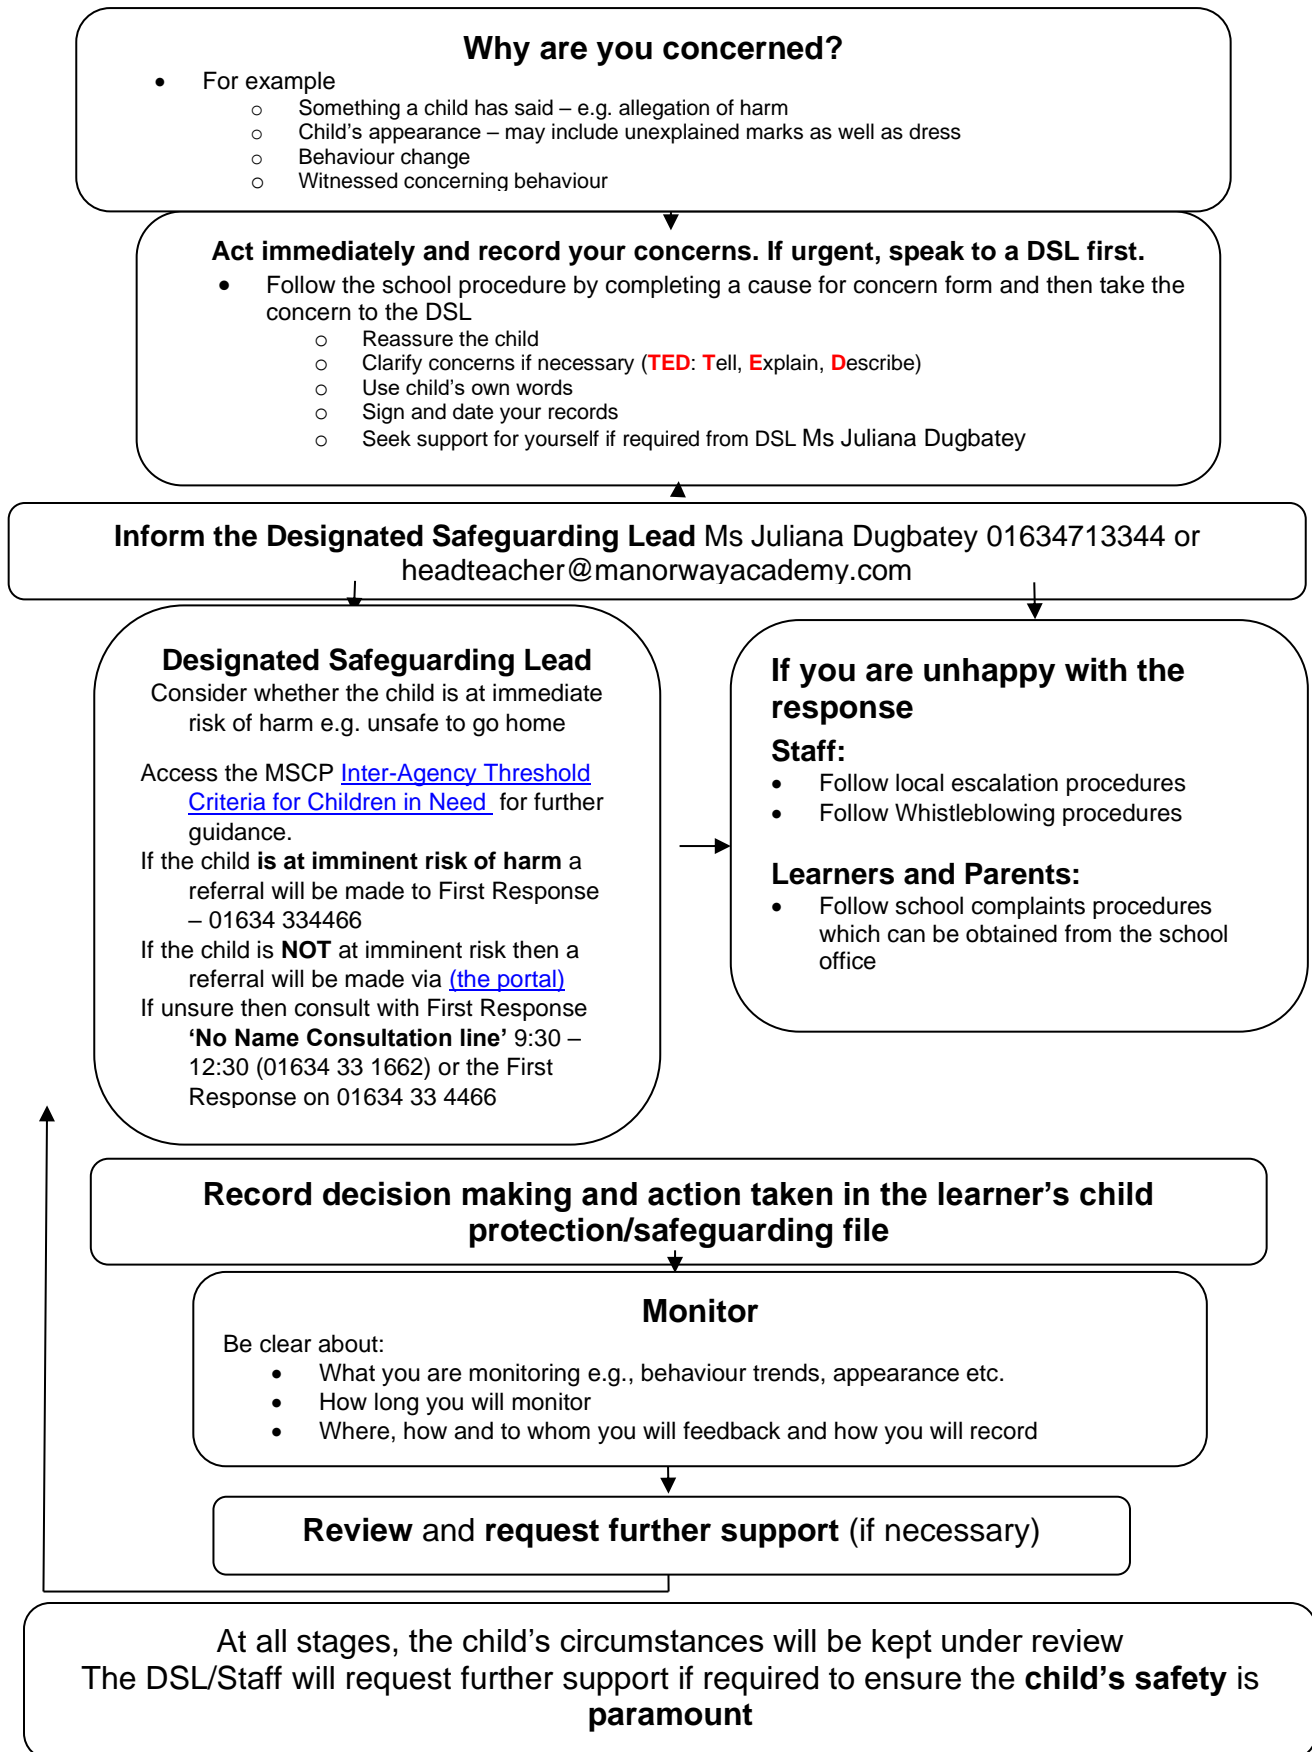 Why are you concerned?
• For example
o Something a child has said – e.g. allegation of harm
o Child’s appearance – may include unexplained marks as well as dress
o Behaviour change
o Witnessed concerning behaviour
Act immediately and record your concerns. If urgent, speak to a DSL first.
• Follow the school procedure by completing a cause for concern form and then take the
concern to the DSL
o Reassure the child
o Clarify concerns if necessary (TED: Tell, Explain, Describe)
o Use child’s own words
o Sign and date your records
o Seek support for yourself if required from DSL Ms Juliana Dugbatey
Inform the Designated Safeguarding Lead Ms Juliana Dugbatey 01634713344 or
headteacher@manorwayacademy.com
Designated Safeguarding Lead
Consider whether the child is at immediate
risk of harm e.g. unsafe to go home
Access the MSCP Inter-Agency Threshold
Criteria for Children in Need for further
guidance.
If the child is at imminent risk of harm a
referral will be made to First Response
– 01634 334466
If the child is NOT at imminent risk then a
referral will be made via (the portal)
If unsure then consult with First Response
‘No Name Consultation line’ 9:30 –
12:30 (01634 33 1662) or the First
Response on 01634 33 4466
If you are unhappy with the
response
Staff:
• Follow local escalation procedures
• Follow Whistleblowing procedures
Learners and Parents:
• Follow school complaints procedures
which can be obtained from the school
office
Record decision making and action taken in the learner’s child
protection/safeguarding file
Monitor
Be clear about:
• What you are monitoring e.g., behaviour trends, appearance etc.
• How long you will monitor
• Where, how and to whom you will feedback and how you will record
Review and request further support (if necessary)
At all stages, the child’s circumstances will be kept under review
The DSL/Staff will request further support if required to ensure the child’s safety is
paramount